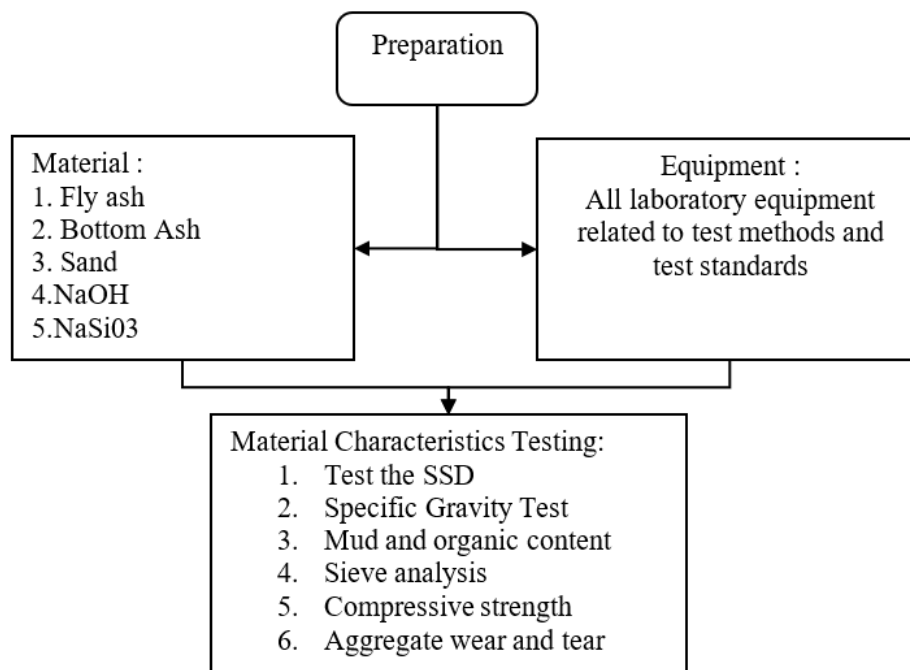 Preparation
Material :
1. Fly ash
2. Bottom Ash
3. Sand
4.NaOH
5.NaSi03
Equipment :
All laboratory equipment
related to test methods and
test standards
Material Characteristics Testing:
1. Test the SSD
2. Specific Gravity Test
3. Mud and organic content
4. Sieve analysis
5. Compressive strength
6. Aggregate wear and tear